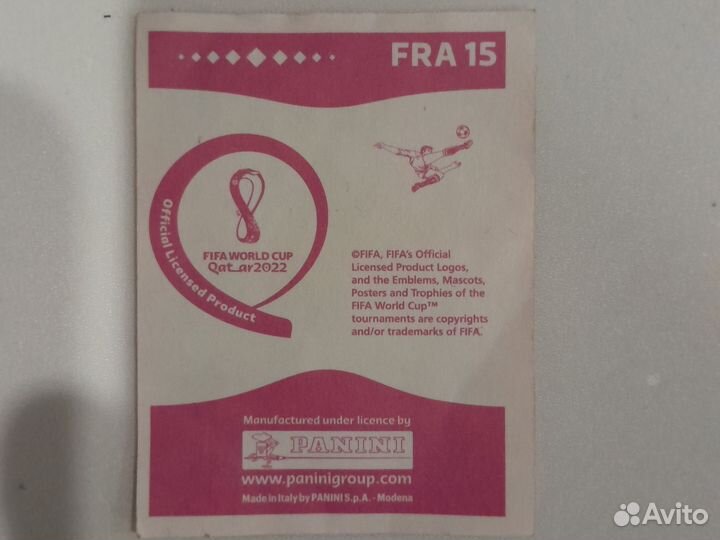 FRA 15
Official Licensed Product
FIFA WORLD CUP
Qatar2022
©FIFA, FIFA's Official
Licensed Product Logos,
and the Emblems, Mascots,
Posters and Trophies of the
FIFA World Cup™
tournaments are copyrights
and/or trademarks of FIFA.
Manufactured under licence by
PANINI
www.paninigroup.com
Made in Italy by PANINI S.p.A. - Modena
Avito